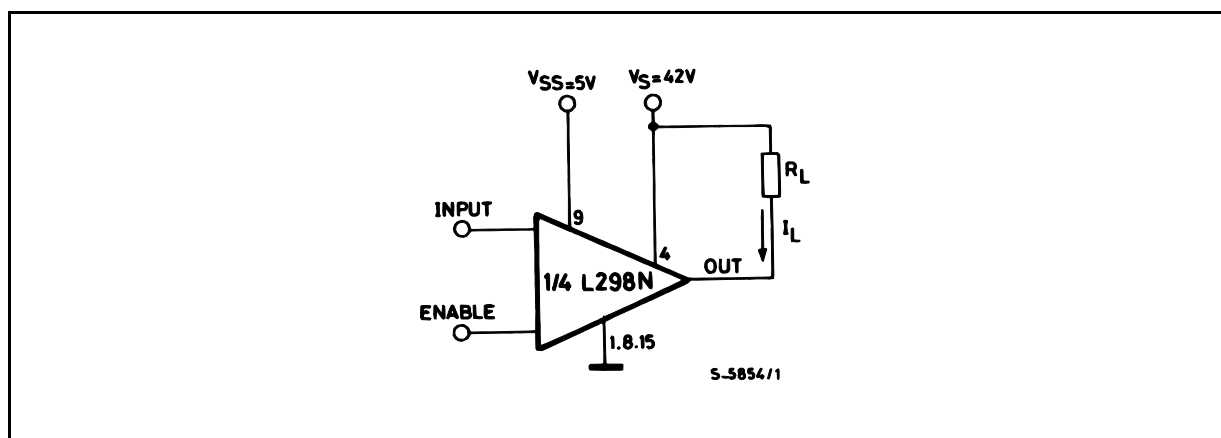 VSS=5V
VS=42V
RL
INPUT
9
IL
4
OUT
1/4 L298N
ENABLE
1.8.15
S-5854/1